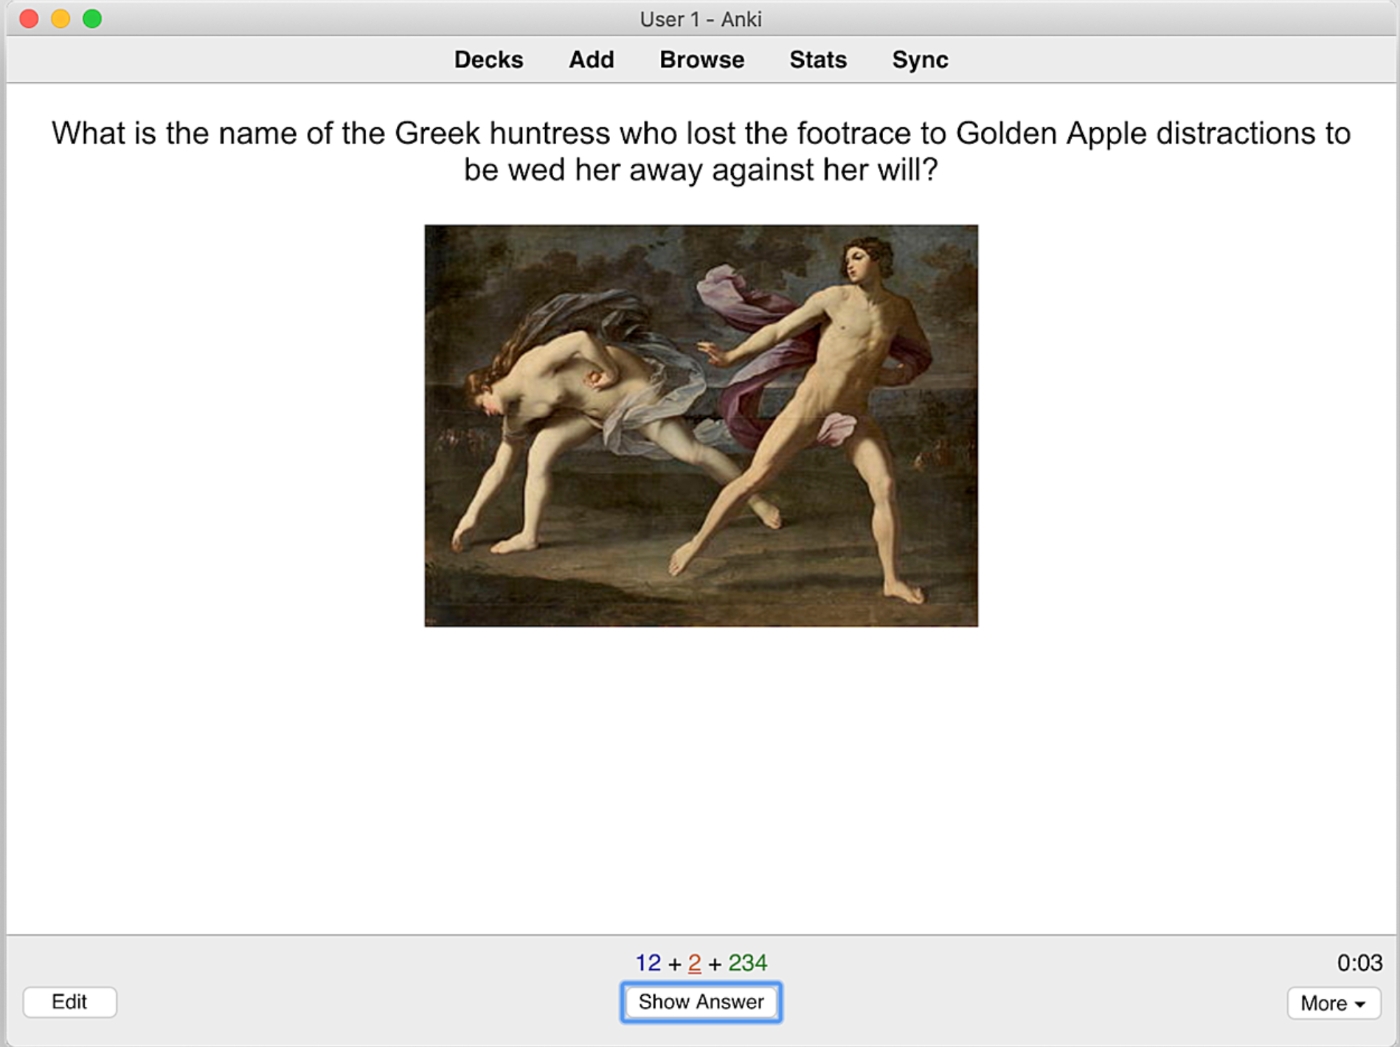 User 1 - Anki
Decks Add Browse Stats Sync
What is the name of the Greek huntress who lost the footrace to Golden Apple distractions to
be wed her away against her will?
12 + 2 + 234
0:03
Edit
Show Answer
More